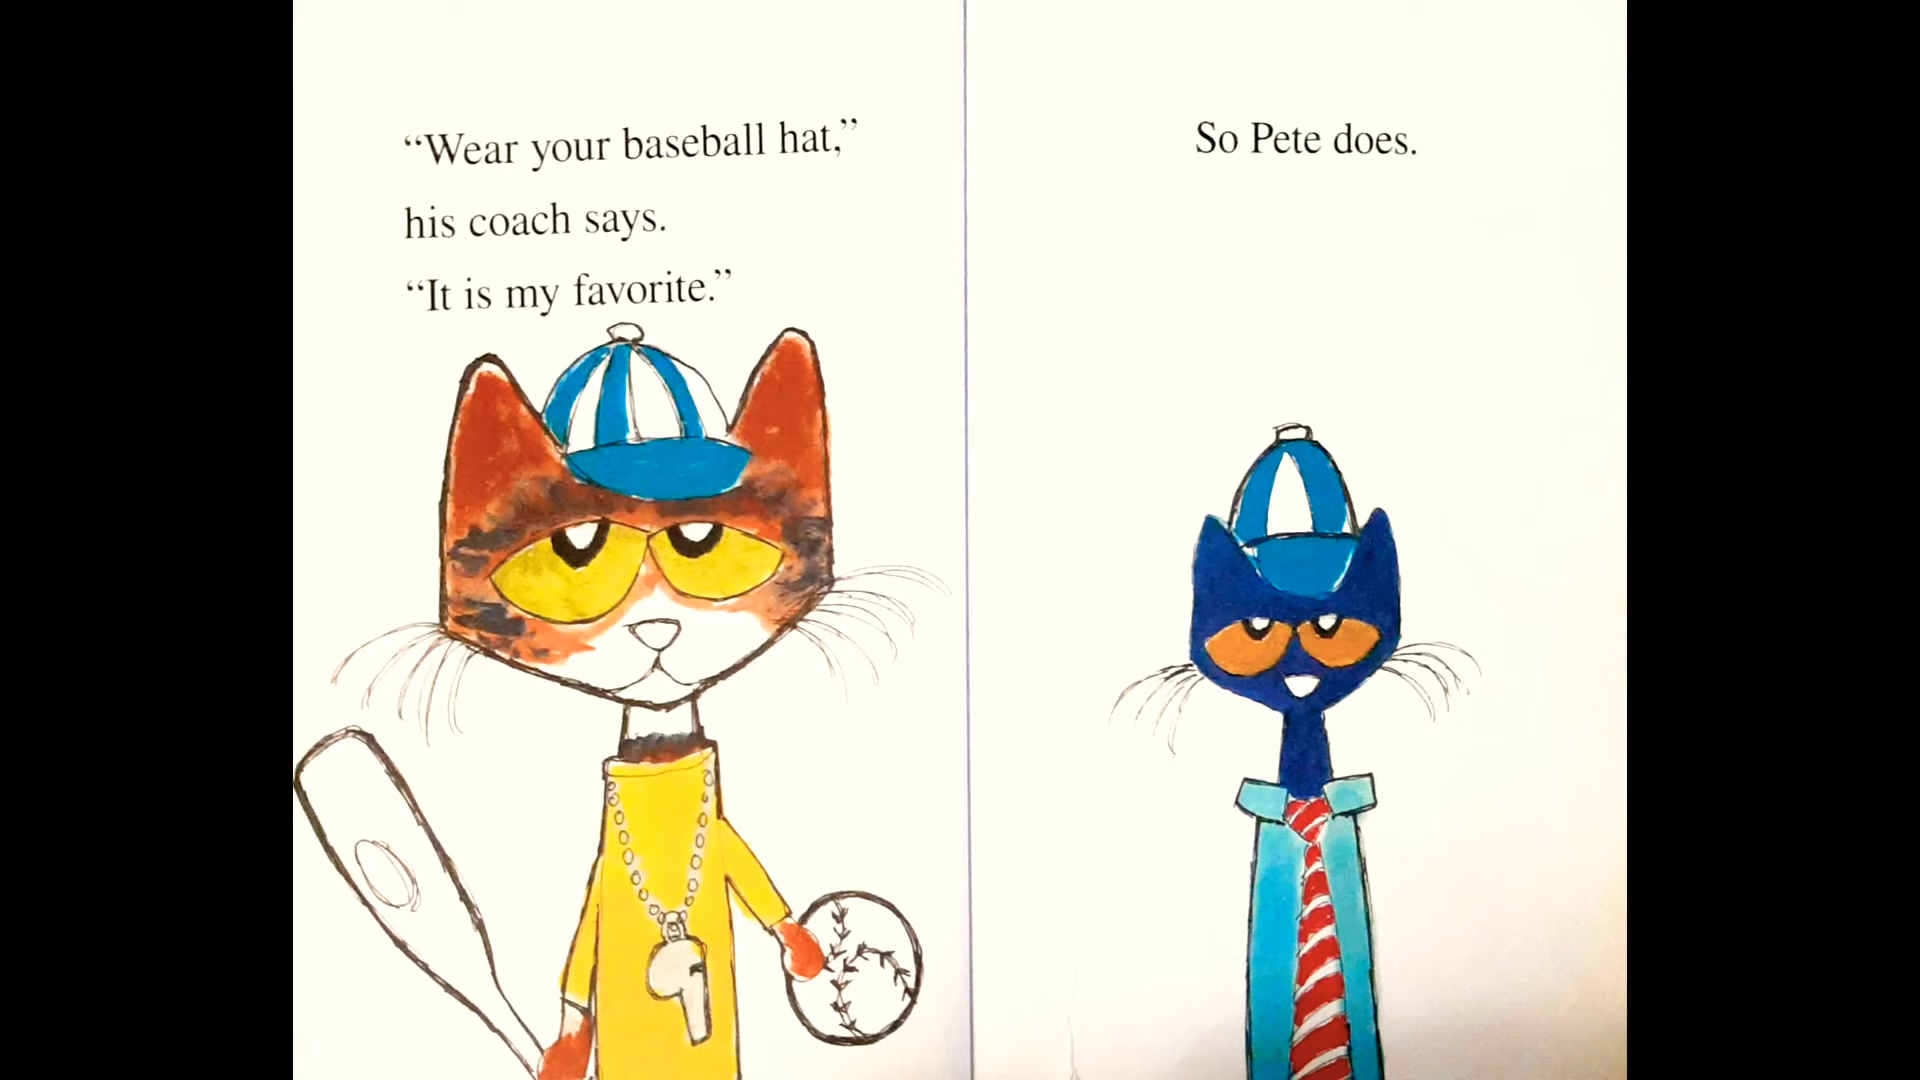 “Wear your baseball hat,”
his coach says.
“It is my favorite.”
So Pete does.